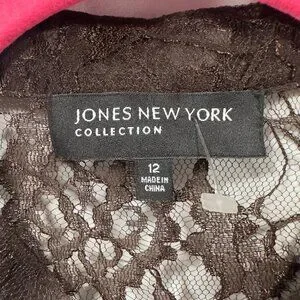 JONES NEW YORK
COLLECTION
12
MADE IN
CHINA